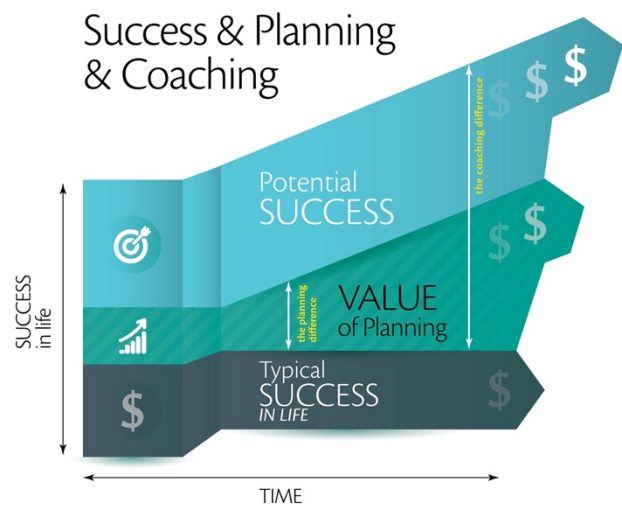 Success & Planning
& Coaching
$ $ $
the coaching difference
Potential
SUCCESS
$ $
the planning
difference
VALUE
of Planning
SUCCESS
in life
Typical
SUCCESS
IN LIFE
$
$
TIME